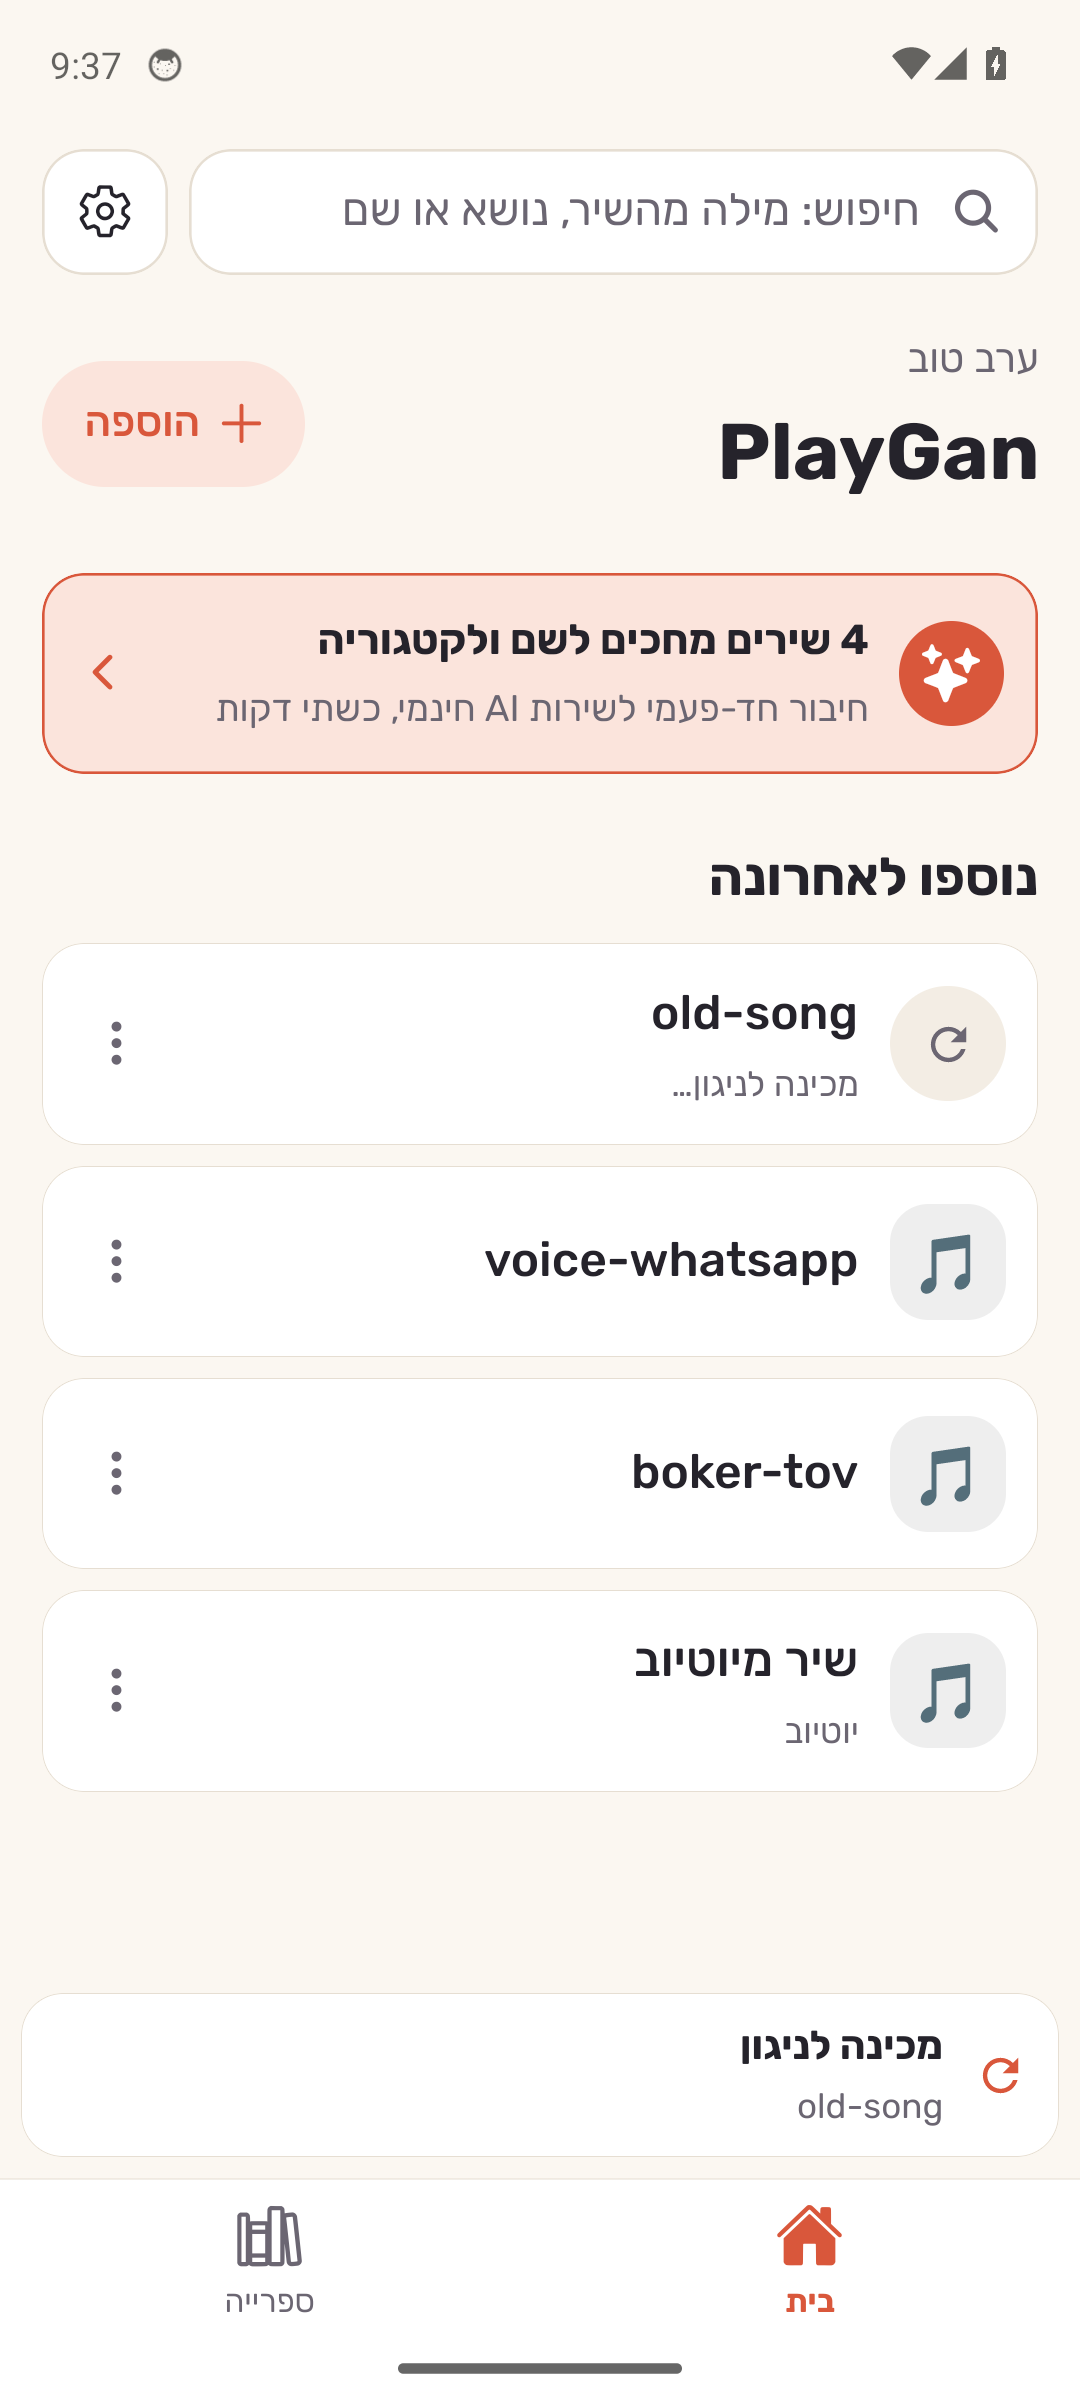 9:37
חיפוש: מילה מהשיר, נושא או שם
ערב טוב
PlayGan
הוספה
4 שירים מחכים לשם ולקטגוריה
חיבור חד-פעמי לשירות AI חינמי, כשתי דקות
נוספו לאחרונה
old-song
מכינה לניגון...
voice-whatsapp
boker-tov
שיר מיוטיוב
יוטיוב
מכינה לניגון
old-song
בית
ספרייה